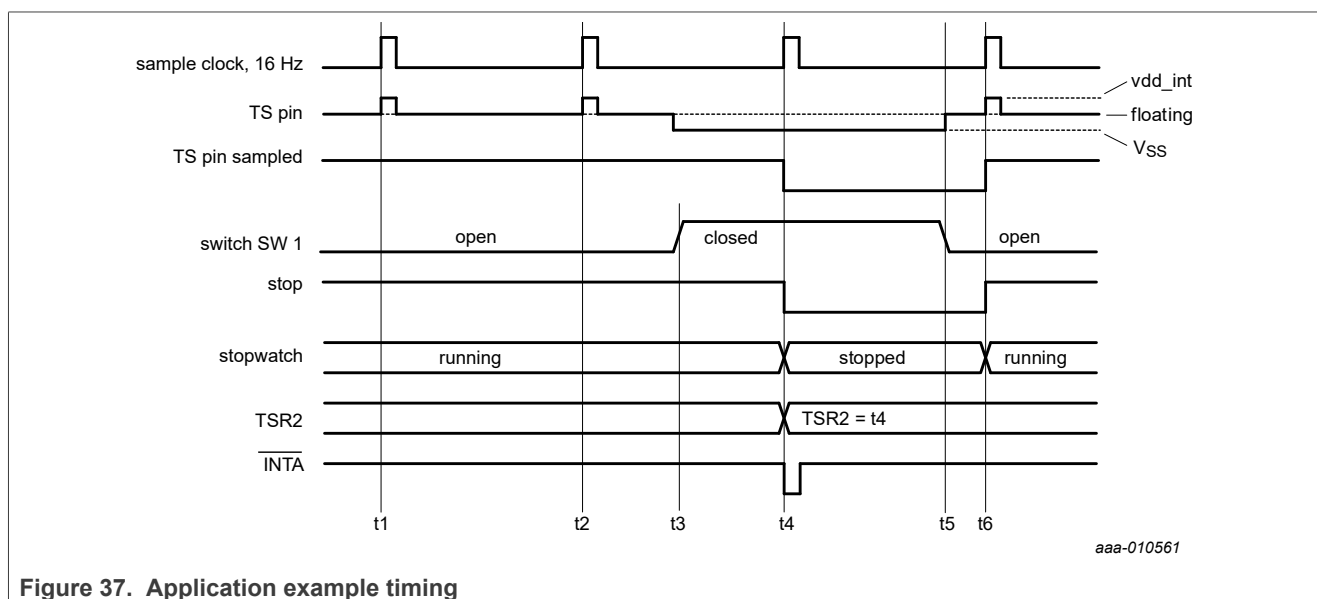 sample clock, 16 Hz
vdd_int
TS pin
floating
VSS
TS pin sampled
switch SW 1
open
closed
open
stop
stopwatch
running
stopped
running
TSR2
TSR2 = t4
INTA
t1
t2
t3
t4
t5
t6
aaa-010561
Figure 37. Application example timing